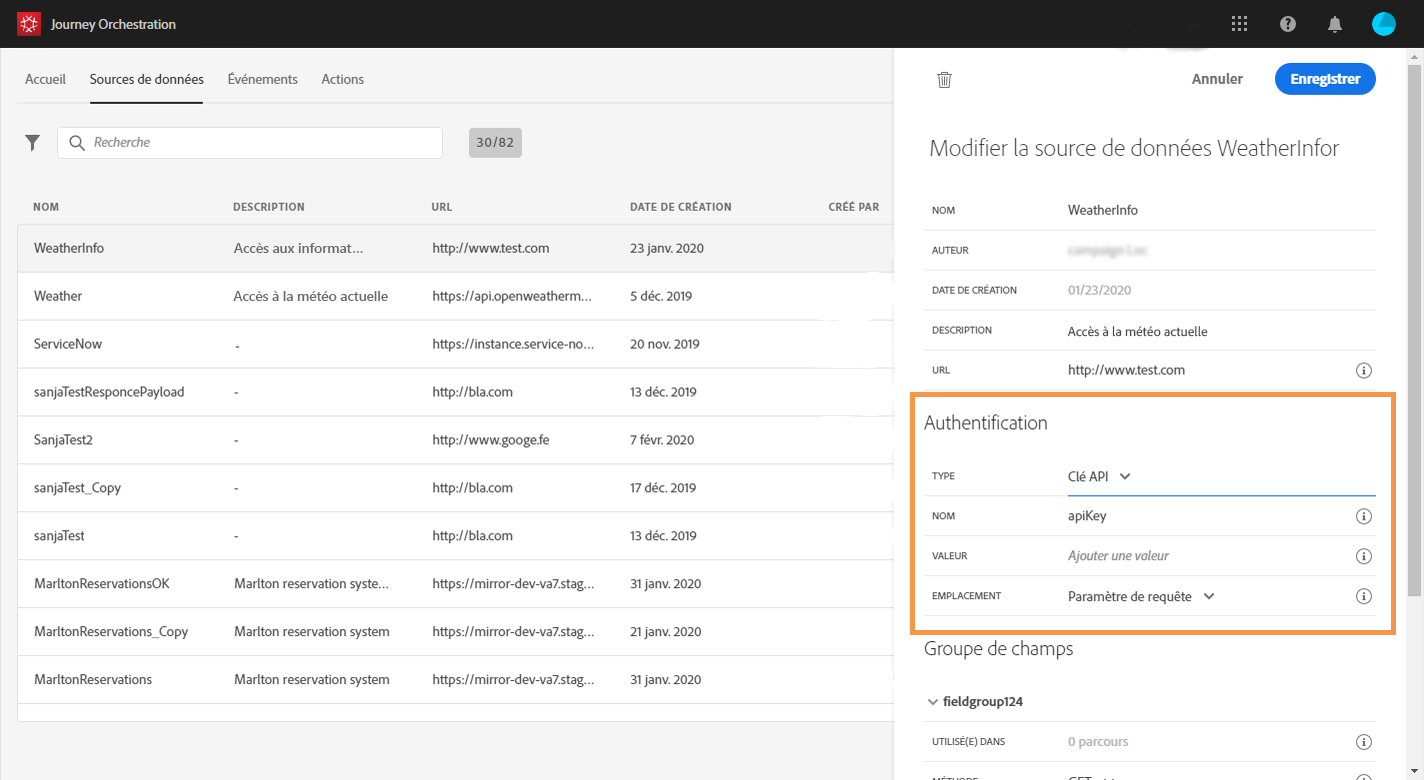 Journey Orchestration
Accueil Sources de données Événements Actions
Recherche 30/82
NOM DESCRIPTION URL DATE DE CRÉATION CRÉÉ PAR
WeatherInfo Accès aux informat... http://www.test.com 23 janv. 2020
Weather Accès à la météo actuelle https://api.openweatherm... 5 déc. 2019
ServiceNow - https://instance.service-no... 20 nov. 2019
sanjaTestResponcePayload - http://bla.com 13 déc. 2019
SanjaTest2 - http://www.googe.fe 7 févr. 2020
sanjaTest_Copy - http://bla.com 17 déc. 2019
sanjaTest - http://bla.com 13 déc. 2019
MarltonReservationsOK Marlton reservation syste... https://mirror-dev-va7.stag... 31 janv. 2020
MarltonReservations_Copy Marlton reservation system https://mirror-dev-va7.stag... 21 janv. 2020
MarltonReservations Marlton reservation system https://mirror-dev-va7.stag... 31 janv. 2020
Annuler Enregistrer
Modifier la source de données WeatherInfor
NOM WeatherInfo
AUTEUR
DATE DE CRÉATION 01/23/2020
DESCRIPTION Accès à la météo actuelle
URL http://www.test.com
Authentification
TYPE Clé API
NOM apiKey
VALEUR Ajouter une valeur
EMPLACEMENT Paramètre de requête
Groupe de champs
fieldgroup124
UTILISÉ(E) DANS 0 parcours